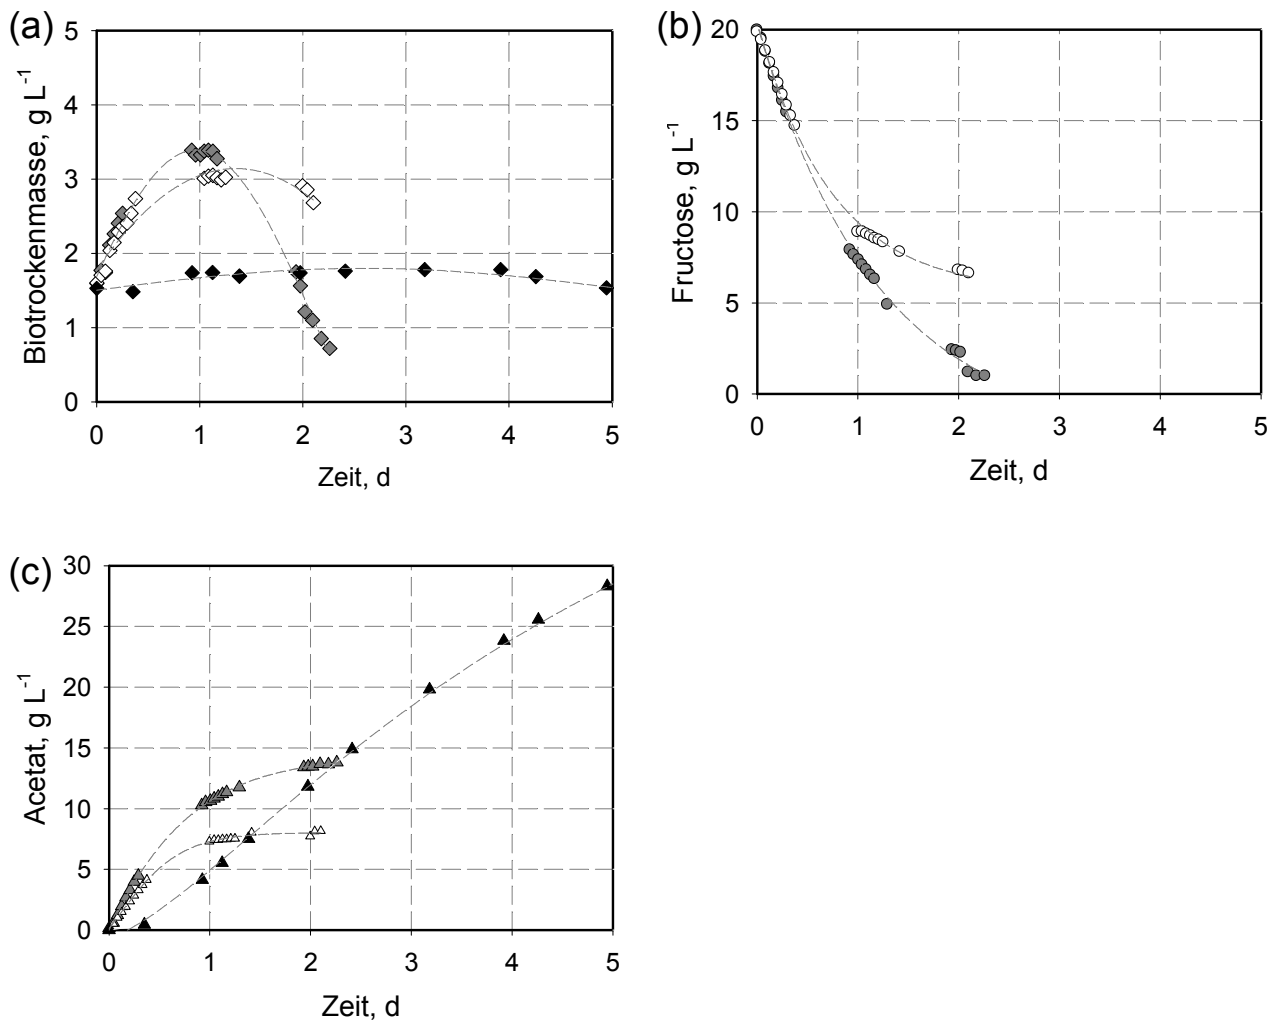 (a)
5
4
3
2
1
0
Biotrockenmasse, g L⁻¹
0 1 2 3 4 5
Zeit, d
(b)
20
15
10
5
0
Fructose, g L⁻¹
0 1 2 3 4 5
Zeit, d
(c)
30
25
20
15
10
5
0
Acetat, g L⁻¹
0 1 2 3 4 5
Zeit, d